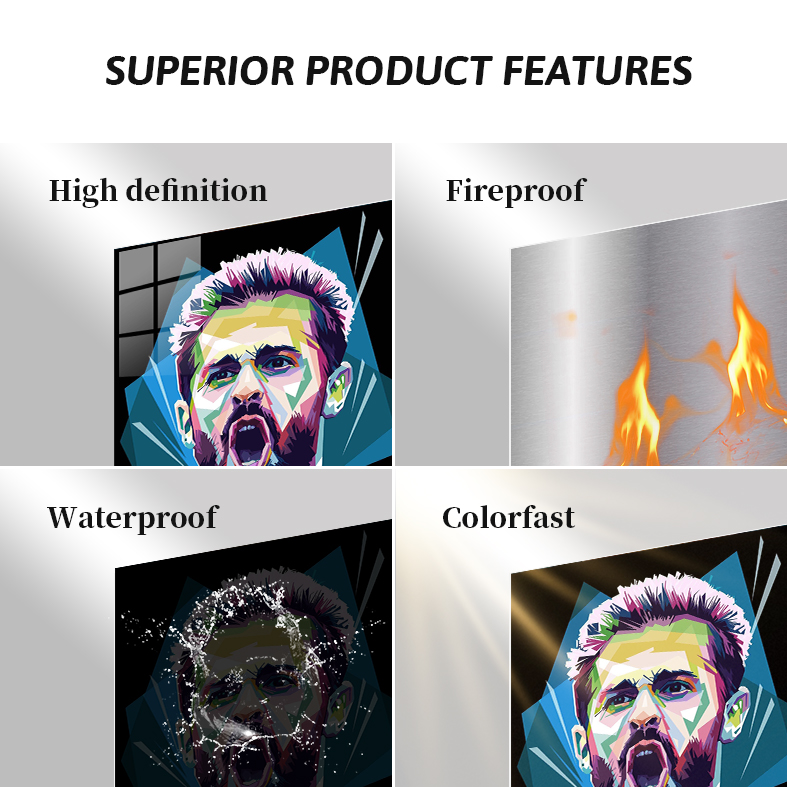 SUPERIOR PRODUCT FEATURES
High definition
Fireproof
Waterproof
Colorfast